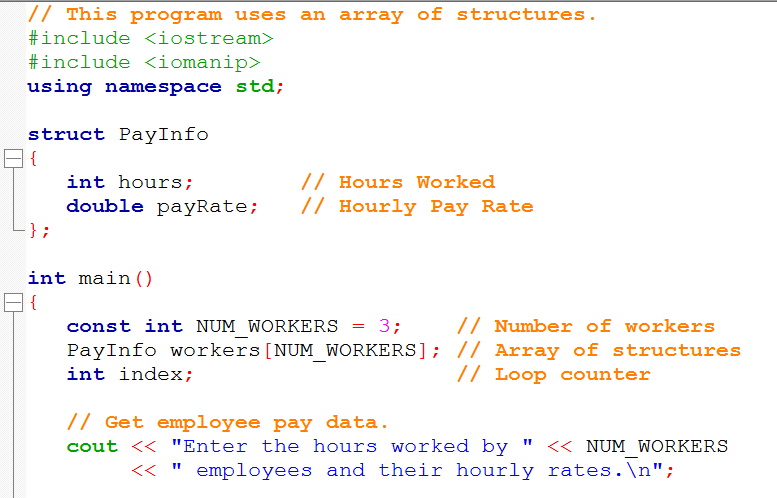 // This program uses an array of structures.
#include <iostream>
#include <iomanip>
using namespace std;

struct PayInfo
{
   int hours;        // Hours Worked
   double payRate;   // Hourly Pay Rate
};

int main()
{
   const int NUM_WORKERS = 3;    // Number of workers
   PayInfo workers[NUM_WORKERS]; // Array of structures
   int index;                    // Loop counter

   // Get employee pay data.
   cout << "Enter the hours worked by " << NUM_WORKERS
        << " employees and their hourly rates.\n";